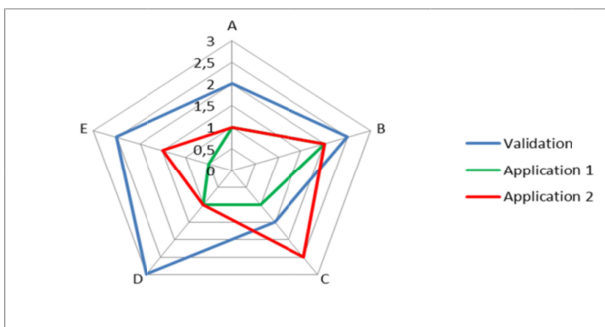 A
3
2,5
2
1,5
1
0,5
0
B
C
D
E
Validation
Application 1
Application 2